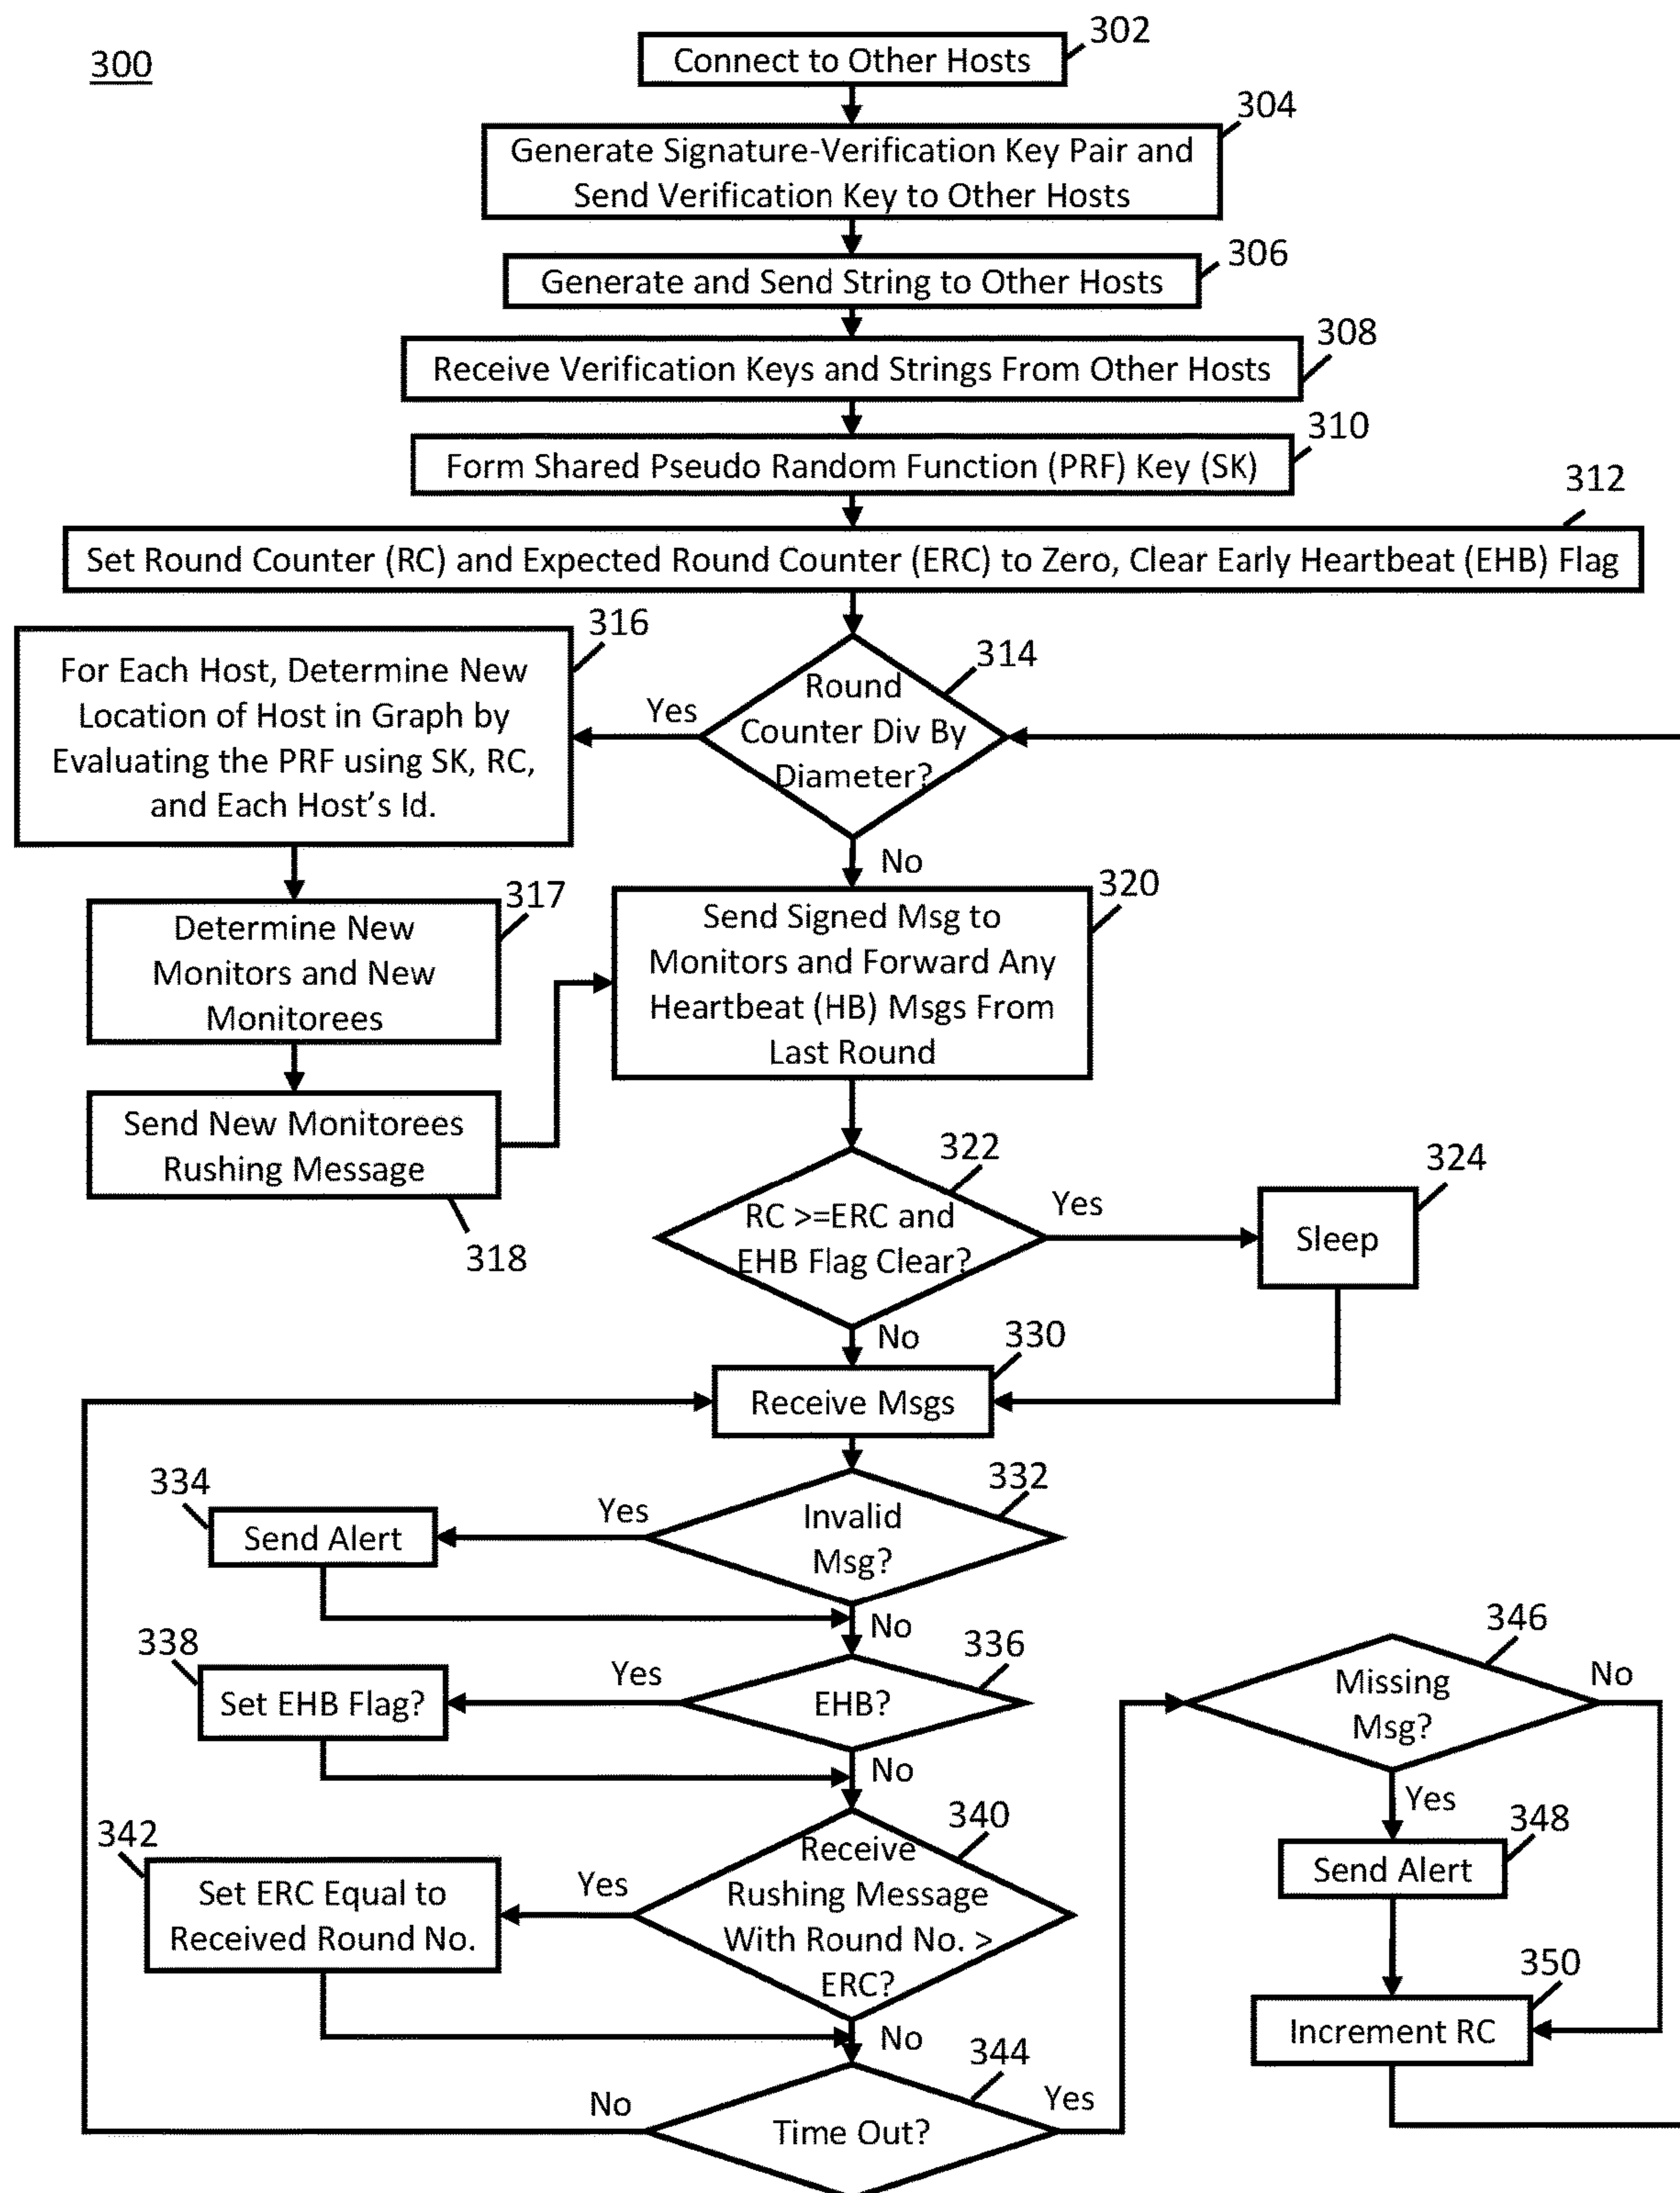 300
302
Connect to Other Hosts
304
Generate Signature-Verification Key Pair and
Send Verification Key to Other Hosts
306
Generate and Send String to Other Hosts
308
Receive Verification Keys and Strings From Other Hosts
310
Form Shared Pseudo Random Function (PRF) Key (SK)
312
Set Round Counter (RC) and Expected Round Counter (ERC) to Zero, Clear Early Heartbeat (EHB) Flag
314
Round
Counter Div By
Diameter?
Yes
No
316
For Each Host, Determine New
Location of Host in Graph by
Evaluating the PRF using SK, RC,
and Each Host's Id.
317
Determine New
Monitors and New
Monitorees
Send New Monitorees
Rushing Message
318
320
Send Signed Msg to
Monitors and Forward Any
Heartbeat (HB) Msgs From
Last Round
322
RC >=ERC and
EHB Flag Clear?
Yes
No
324
Sleep
330
Receive Msgs
332
Invalid
Msg?
Yes
No
334
Send Alert
336
EHB?
Yes
No
338
Set EHB Flag?
340
Receive
Rushing Message
With Round No. >
ERC?
Yes
No
342
Set ERC Equal to
Received Round No.
344
Time Out?
No
Yes
346
Missing
Msg?
No
Yes
348
Send Alert
350
Increment RC